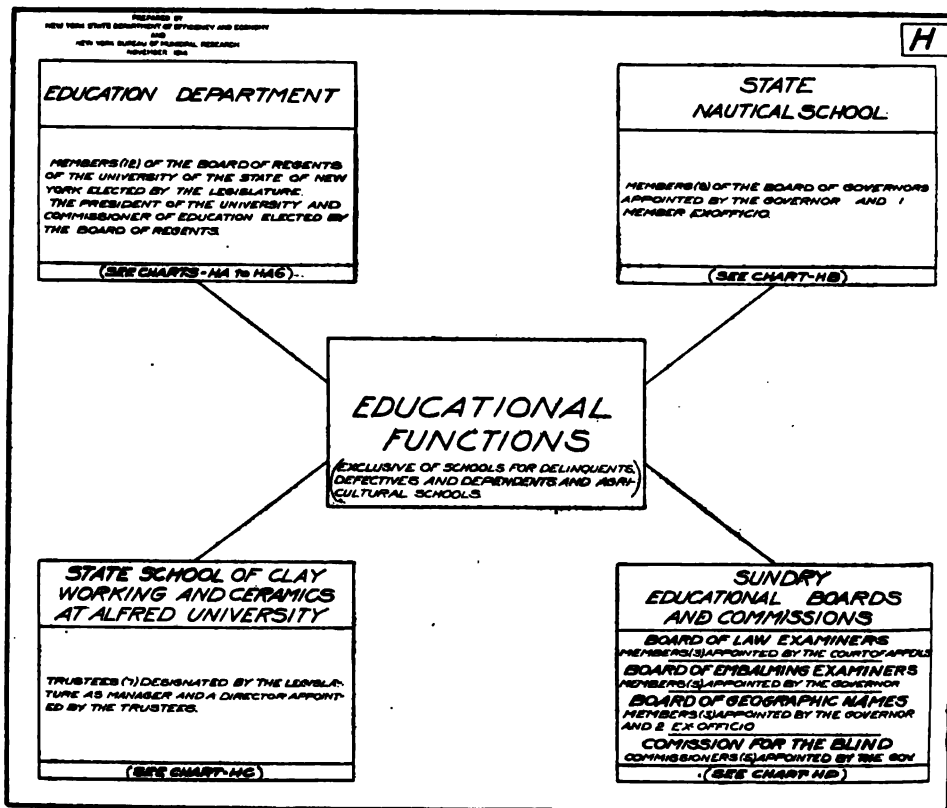 PREPARED BY
NEW YORK STATE DEPARTMENT OF EFFICIENCY AND ECONOMY
AND
NEW YORK BUREAU OF MUNICIPAL RESEARCH
NOVEMBER
H
EDUCATION DEPARTMENT
MEMBERS (12) OF THE BOARD OF REGENTS
OF THE UNIVERSITY OF THE STATE OF NEW
YORK ELECTED BY THE LEGISLATURE.
THE PRESIDENT OF THE UNIVERSITY AND
COMMISSIONER OF EDUCATION ELECTED BY
THE BOARD OF REGENTS.
(SEE CHARTS-HA TO HA6)
STATE
NAUTICAL SCHOOL
MEMBERS OF THE BOARD OF GOVERNORS
APPOINTED BY THE GOVERNOR AND 1
MEMBER EXOFFICIO.
(SEE CHART-HB)
EDUCATIONAL
FUNCTIONS
(EXCLUSIVE OF SCHOOLS FOR DELINQUENTS,
DEFECTIVES AND DEPENDENTS AND AGRI-
CULTURAL SCHOOLS)
STATE SCHOOL OF CLAY
WORKING AND CERAMICS
AT ALFRED UNIVERSITY
TRUSTEES DESIGNATED BY THE LEGISLA-
TURE AS MANAGER AND A DIRECTOR APPOINT-
ED BY THE TRUSTEES.
(SEE CHART-HC)
SUNDRY
EDUCATIONAL BOARDS
AND COMMISSIONS
BOARD OF LAW EXAMINERS
MEMBERS (3) APPOINTED BY THE COURT OF APPEALS
BOARD OF EMBALMING EXAMINERS
MEMBERS (5) APPOINTED BY THE GOVERNOR
BOARD OF GEOGRAPHIC NAMES
MEMBERS (3) APPOINTED BY THE GOVERNOR
AND 2 EX-OFFICIO
COMISSION FOR THE BLIND
COMMISSIONERS (5) APPOINTED BY THE GOV
(SEE CHART HD)